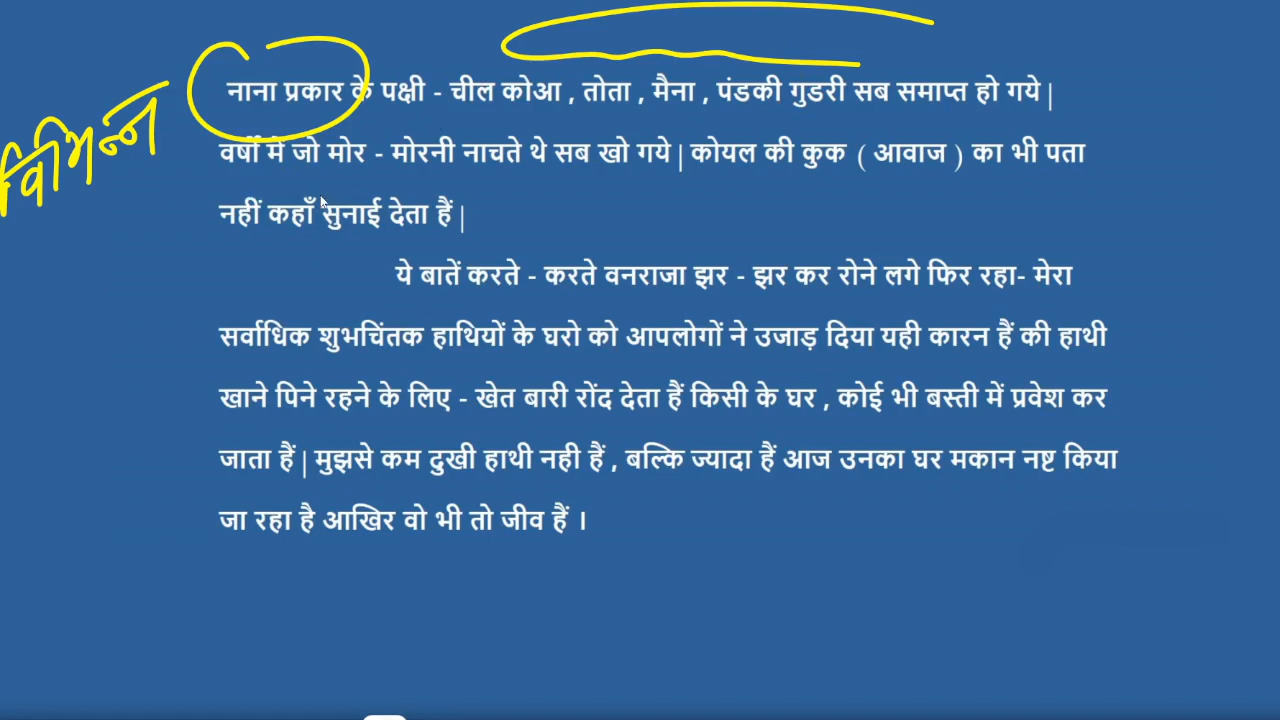 नाना प्रकार के पक्षी - चील कोआ , तोता , मैना , पंडकी गुडरी सब समाप्त हो गये |
विभिन्न
वर्षो में जो मोर - मोरनी नाचते थे सब खो गये | कोयल की कुक ( आवाज ) का भी पता
नहीं कहाँ सुनाई देता हैं |
ये बातें करते - करते वनराजा झर - झर कर रोने लगे फिर रहा- मेरा
सर्वाधिक शुभचिंतक हाथियों के घरो को आपलोगों ने उजाड़ दिया यही कारन हैं की हाथी
खाने पिने रहने के लिए - खेत बारी रोंद देता हैं किसी के घर , कोई भी बस्ती में प्रवेश कर
जाता हैं | मुझसे कम दुखी हाथी नही हैं , बल्कि ज्यादा हैं आज उनका घर मकान नष्ट किया
जा रहा है आखिर वो भी तो जीव हैं ।